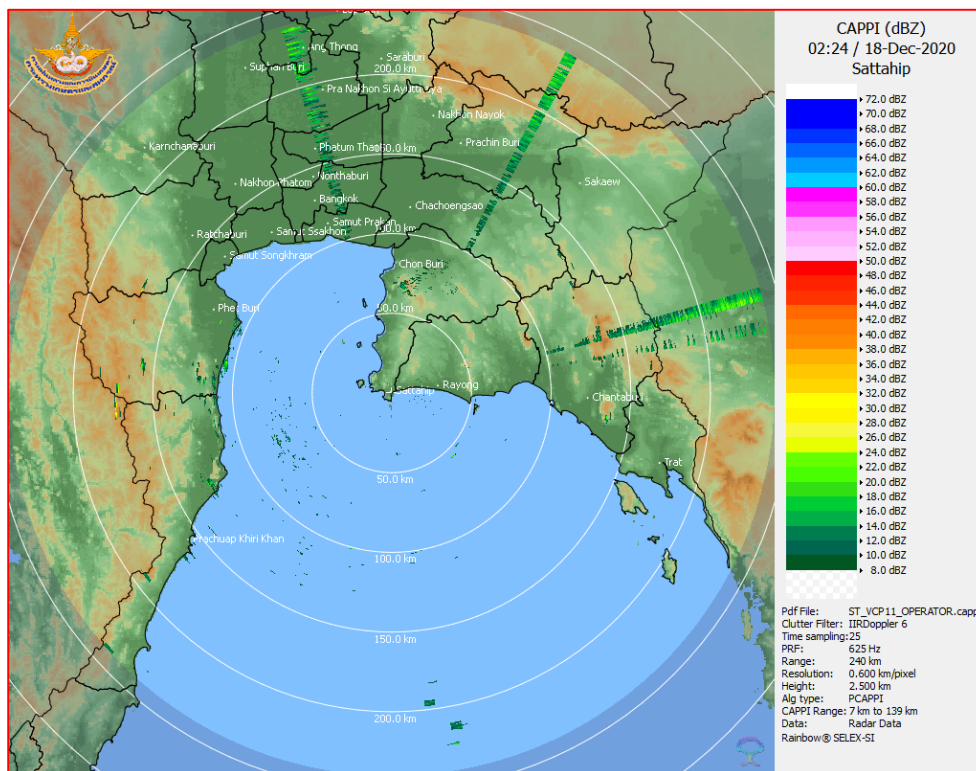 CAPPI (dBZ)
02:24 / 18-Dec-2020
Sattahip
72.0 dBZ
70.0 dBZ
68.0 dBZ
66.0 dBZ
64.0 dBZ
62.0 dBZ
60.0 dBZ
58.0 dBZ
56.0 dBZ
54.0 dBZ
52.0 dBZ
50.0 dBZ
48.0 dBZ
46.0 dBZ
44.0 dBZ
42.0 dBZ
40.0 dBZ
38.0 dBZ
36.0 dBZ
34.0 dBZ
32.0 dBZ
30.0 dBZ
28.0 dBZ
26.0 dBZ
24.0 dBZ
22.0 dBZ
20.0 dBZ
18.0 dBZ
16.0 dBZ
14.0 dBZ
12.0 dBZ
10.0 dBZ
8.0 dBZ
Pdf File: ST_VCP11_OPERATOR.capp
Clutter Filter: IIRDoppler 6
Time sampling:25
PRF: 625 Hz
Range: 240 km
Resolution: 0.600 km/pixel
Height: 2.500 km
Alg type: PCAPPI
CAPPI Range: 7 km to 139 km
Data: Radar Data
Rainbow® SELEX-SI
Ang Thong
Saraburi
Suphan Buri
200.0 km
Pra Nakhon Si Ayutthaya
Nakhon Nayok
Karnchanaburi
Phatum Thani
Prachin Buri
Nonthaburi
Nakhon Phatom
Sakaew
Bangkok
Chachoengsao
Samut Prakan
Ratchaburi
Samut Ssakhon
100.0 km
Samut Songkhram
Chon Buri
Phet Buri
50.0 km
Rayong
Sattahip
Chantaburi
Trat
50.0 km
Prachuap Khiri Khan
100.0 km
150.0 km
200.0 km